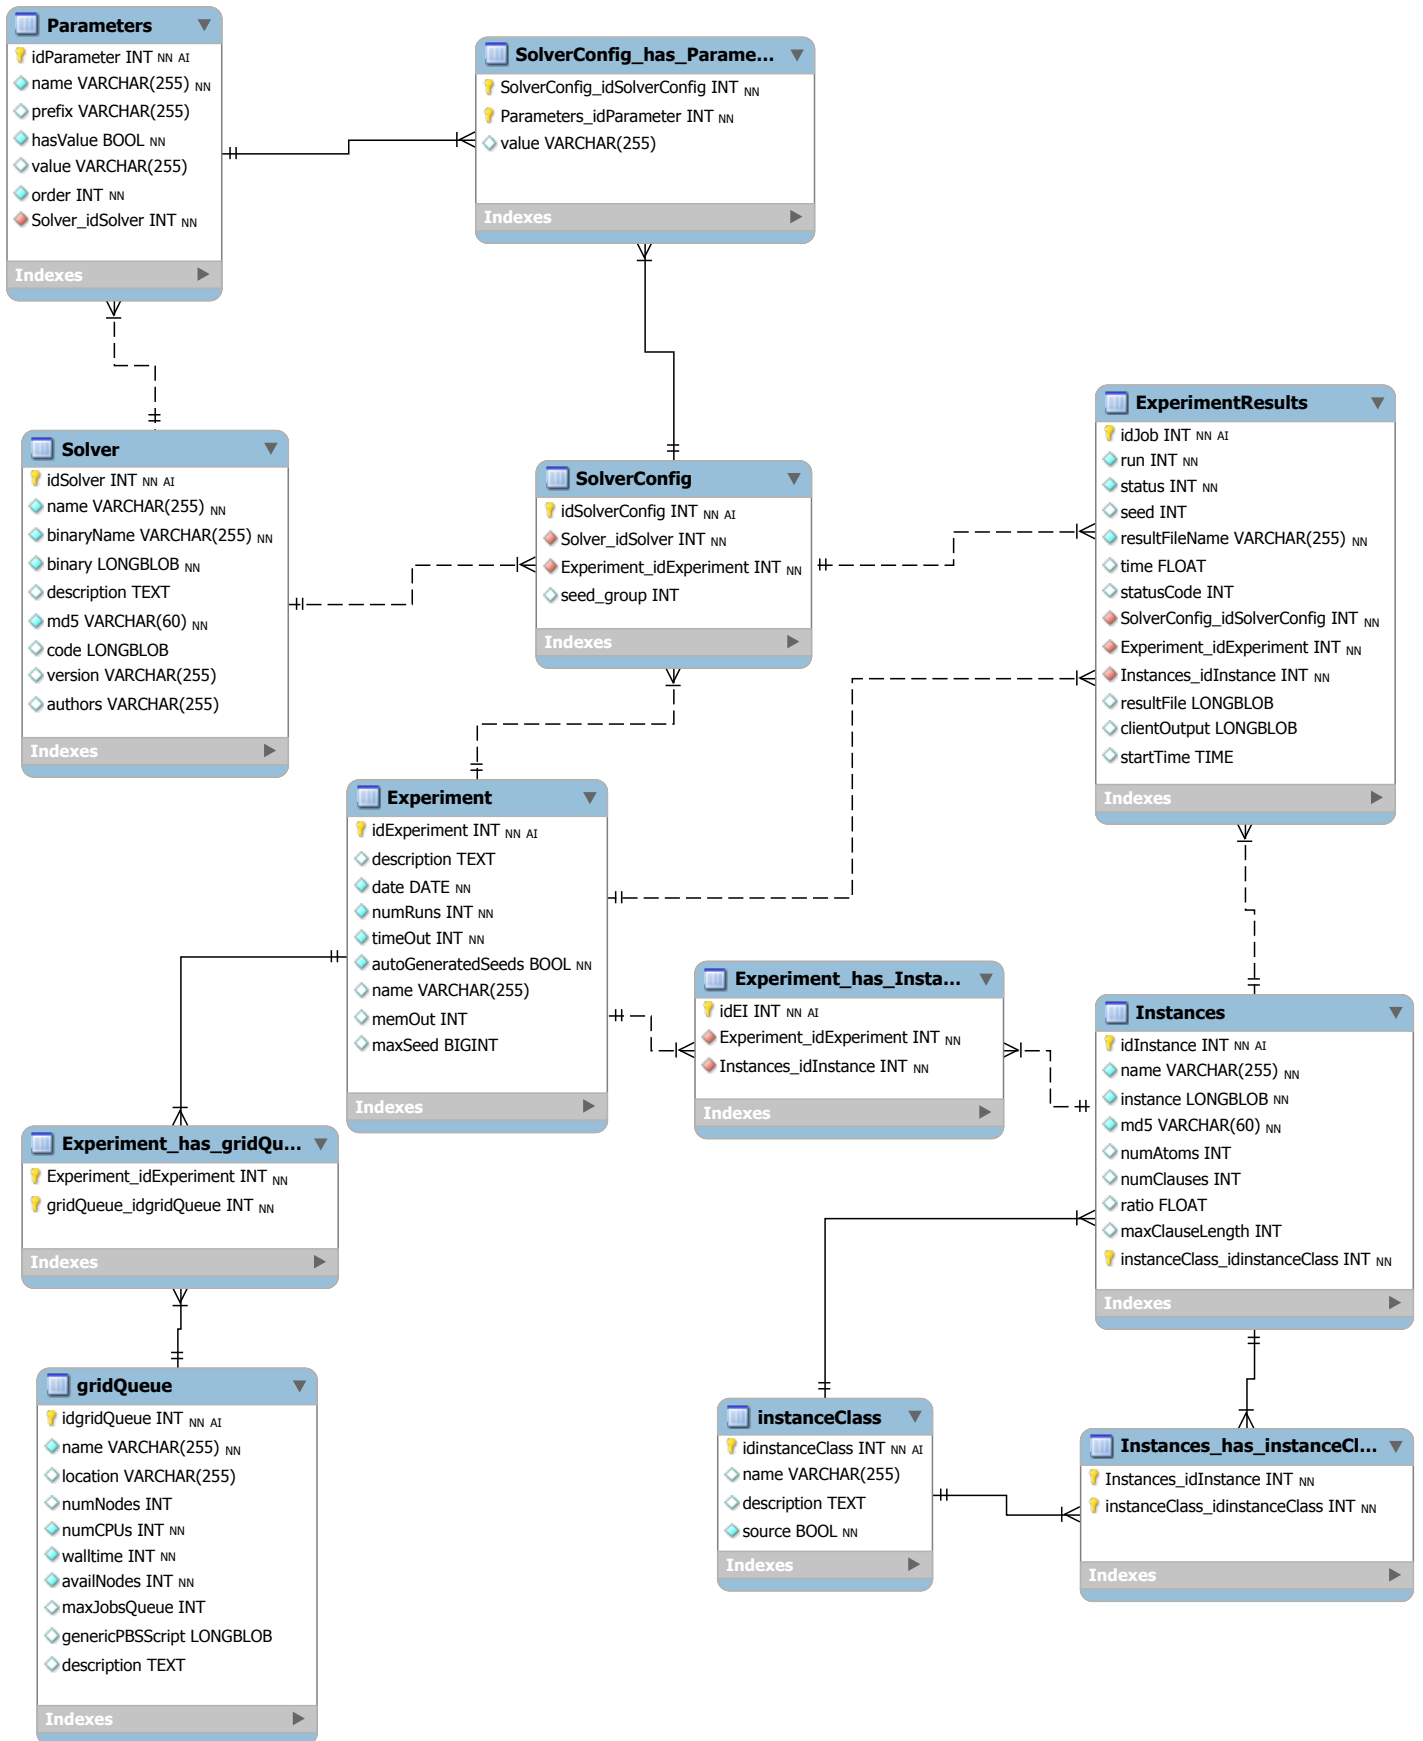 Parameters
idParameter INT NN AI
name VARCHAR(255) NN
prefix VARCHAR(255)
hasValue BOOL NN
value VARCHAR(255)
order INT NN
Solver_idSolver INT NN
Indexes
SolverConfig_has_Parame...
SolverConfig_idSolverConfig INT NN
Parameters_idParameter INT NN
value VARCHAR(255)
Indexes
Solver
idSolver INT NN AI
name VARCHAR(255) NN
binaryName VARCHAR(255) NN
binary LONGBLOB NN
description TEXT
md5 VARCHAR(60) NN
code LONGBLOB
version VARCHAR(255)
authors VARCHAR(255)
Indexes
SolverConfig
idSolverConfig INT NN AI
Solver_idSolver INT NN
Experiment_idExperiment INT NN
seed_group INT
Indexes
ExperimentResults
idJob INT NN AI
run INT NN
status INT NN
seed INT
resultFileName VARCHAR(255) NN
time FLOAT
statusCode INT
SolverConfig_idSolverConfig INT NN
Experiment_idExperiment INT NN
Instances_idInstance INT NN
resultFile LONGBLOB
clientOutput LONGBLOB
startTime TIME
Indexes
Experiment
idExperiment INT NN AI
description TEXT
date DATE NN
numRuns INT NN
timeOut INT NN
autoGeneratedSeeds BOOL NN
name VARCHAR(255)
memOut INT
maxSeed BIGINT
Indexes
Experiment_has_Insta...
idEI INT NN AI
Experiment_idExperiment INT NN
Instances_idInstance INT NN
Indexes
Instances
idInstance INT NN AI
name VARCHAR(255) NN
instance LONGBLOB NN
md5 VARCHAR(60) NN
numAtoms INT
numClauses INT
ratio FLOAT
maxClauseLength INT
instanceClass_idinstanceClass INT NN
Indexes
Experiment_has_gridQu...
Experiment_idExperiment INT NN
gridQueue_idgridQueue INT NN
Indexes
gridQueue
idgridQueue INT NN AI
name VARCHAR(255) NN
location VARCHAR(255)
numNodes INT
numCPUs INT NN
walltime INT NN
availNodes INT NN
maxJobsQueue INT
genericPBSScript LONGBLOB
description TEXT
Indexes
instanceClass
idinstanceClass INT NN AI
name VARCHAR(255)
description TEXT
source BOOL NN
Indexes
Instances_has_instanceCl...
Instances_idInstance INT NN
instanceClass_idinstanceClass INT NN
Indexes